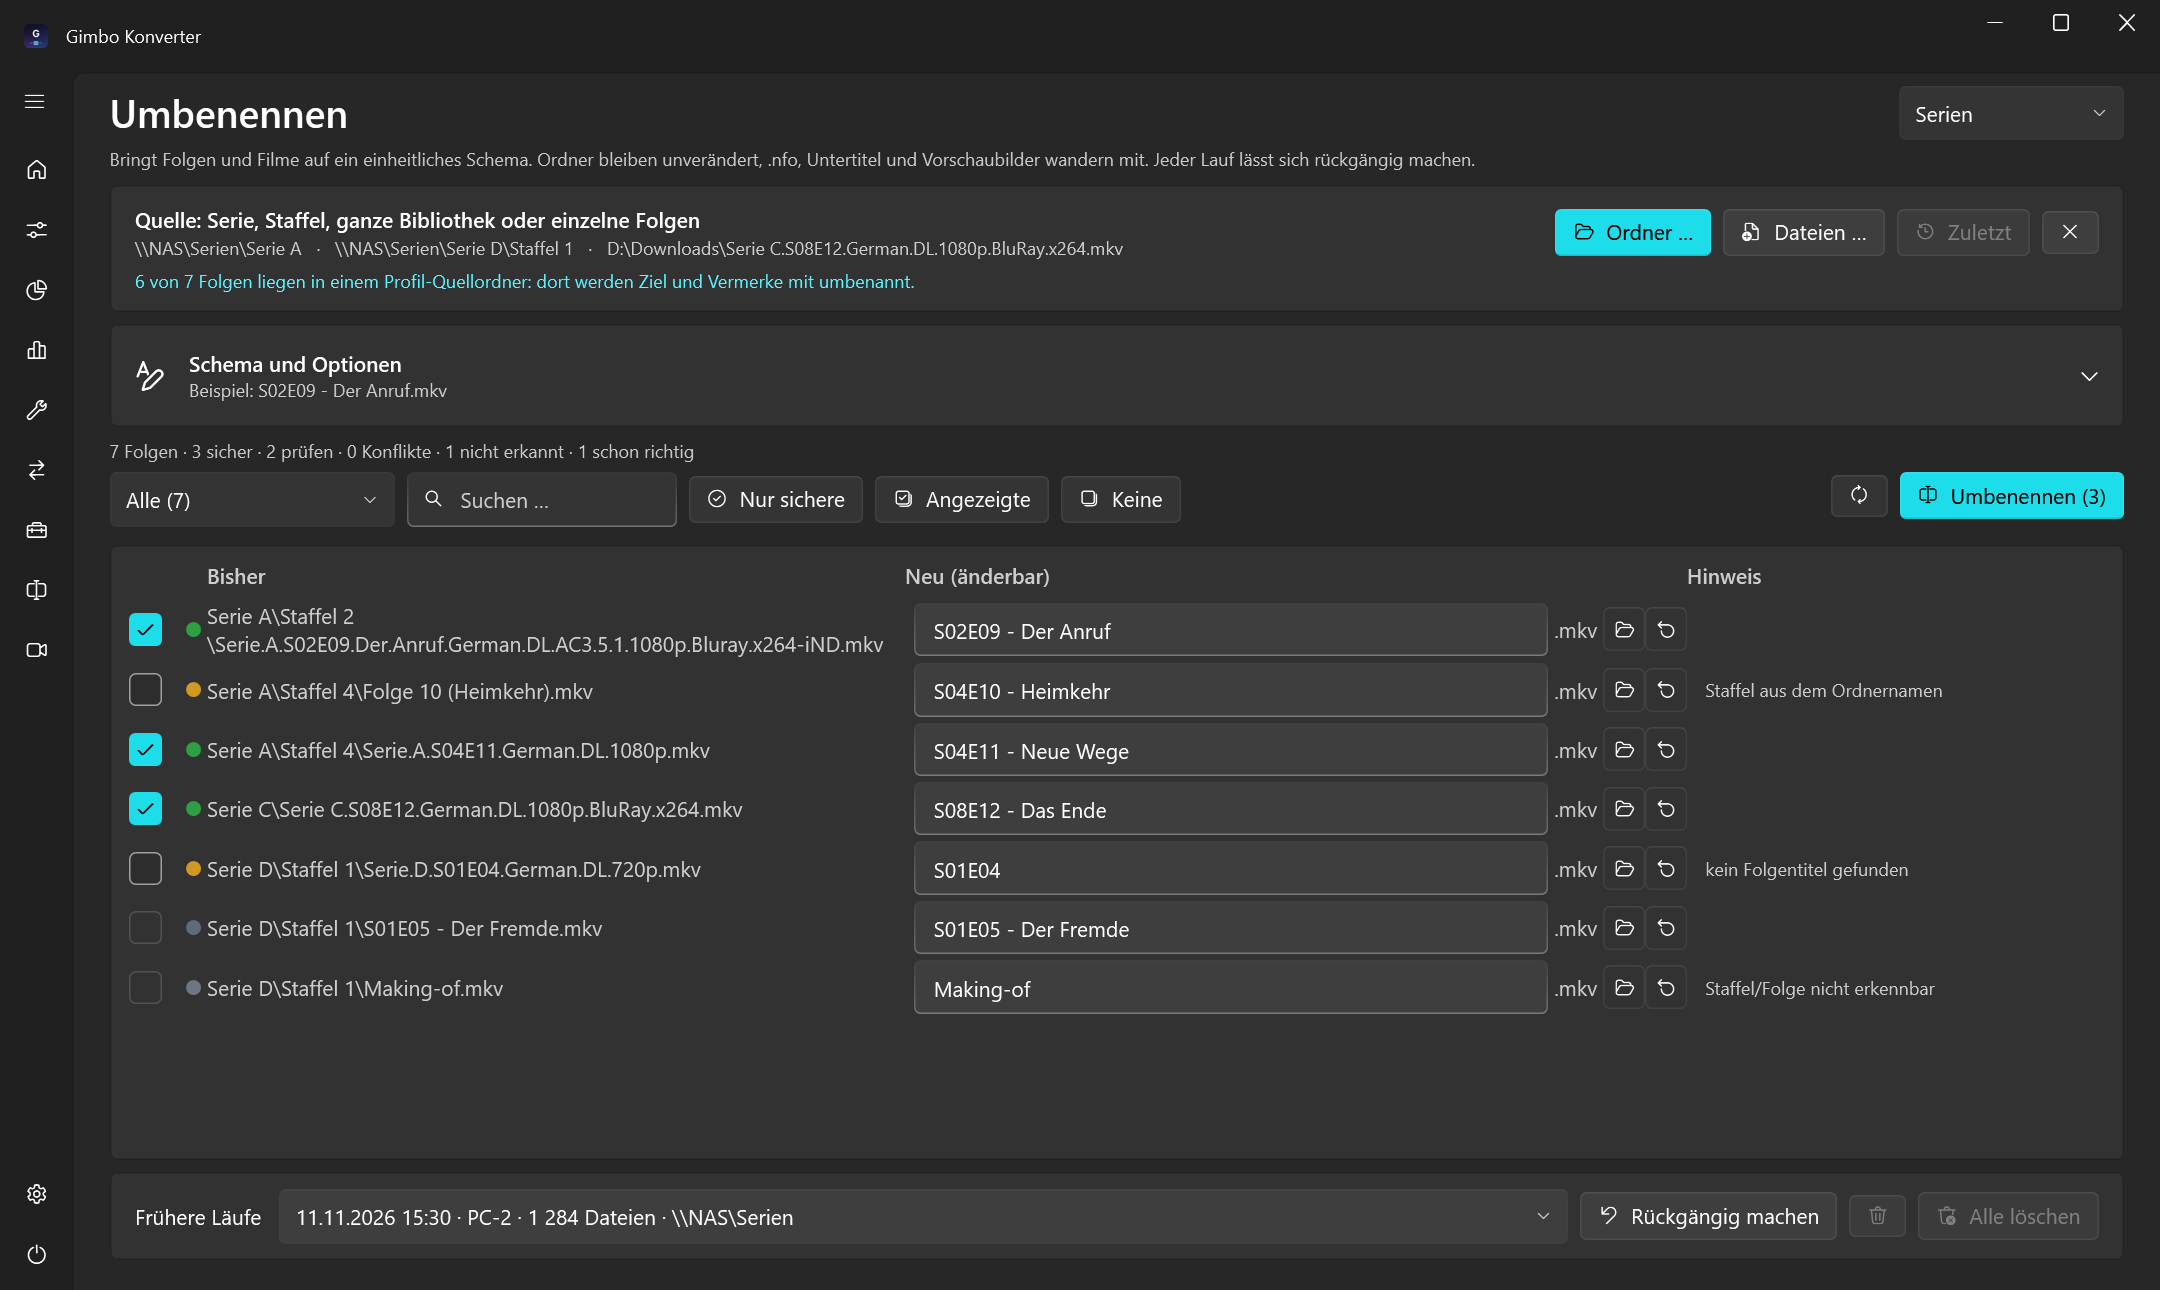 G
Gimbo Konverter
Umbenennen
Serien
Bringt Folgen und Filme auf ein einheitliches Schema. Ordner bleiben unverändert, .nfo, Untertitel und Vorschaubilder wandern mit. Jeder Lauf lässt sich rückgängig machen.
Quelle: Serie, Staffel, ganze Bibliothek oder einzelne Folgen
\\NAS\Serien\Serie A · \\NAS\Serien\Serie D\Staffel 1 · D:\Downloads\Serie C.S08E12.German.DL.1080p.BluRay.x264.mkv
6 von 7 Folgen liegen in einem Profil-Quellordner: dort werden Ziel und Vermerke mit umbenannt.
Ordner ...
Dateien ...
Zuletzt
Schema und Optionen
Beispiel: S02E09 - Der Anruf.mkv
7 Folgen · 3 sicher · 2 prüfen · 0 Konflikte · 1 nicht erkannt · 1 schon richtig
Alle (7)
Suchen ...
Nur sichere
Angezeigte
Keine
Umbenennen (3)
Bisher
Neu (änderbar)
Hinweis
Serie A\Staffel 2
\Serie.A.S02E09.Der.Anruf.German.DL.AC3.5.1.1080p.Bluray.x264-iND.mkv
S02E09 - Der Anruf
.mkv
Serie A\Staffel 4\Folge 10 (Heimkehr).mkv
S04E10 - Heimkehr
.mkv
Staffel aus dem Ordnernamen
Serie A\Staffel 4\Serie.A.S04E11.German.DL.1080p.mkv
S04E11 - Neue Wege
.mkv
Serie C\Serie C.S08E12.German.DL.1080p.BluRay.x264.mkv
S08E12 - Das Ende
.mkv
Serie D\Staffel 1\Serie.D.S01E04.German.DL.720p.mkv
S01E04
.mkv
kein Folgentitel gefunden
Serie D\Staffel 1\S01E05 - Der Fremde.mkv
S01E05 - Der Fremde
.mkv
Serie D\Staffel 1\Making-of.mkv
Making-of
.mkv
Staffel/Folge nicht erkennbar
Frühere Läufe
11.11.2026 15:30 · PC-2 · 1 284 Dateien · \\NAS\Serien
Rückgängig machen
Alle löschen